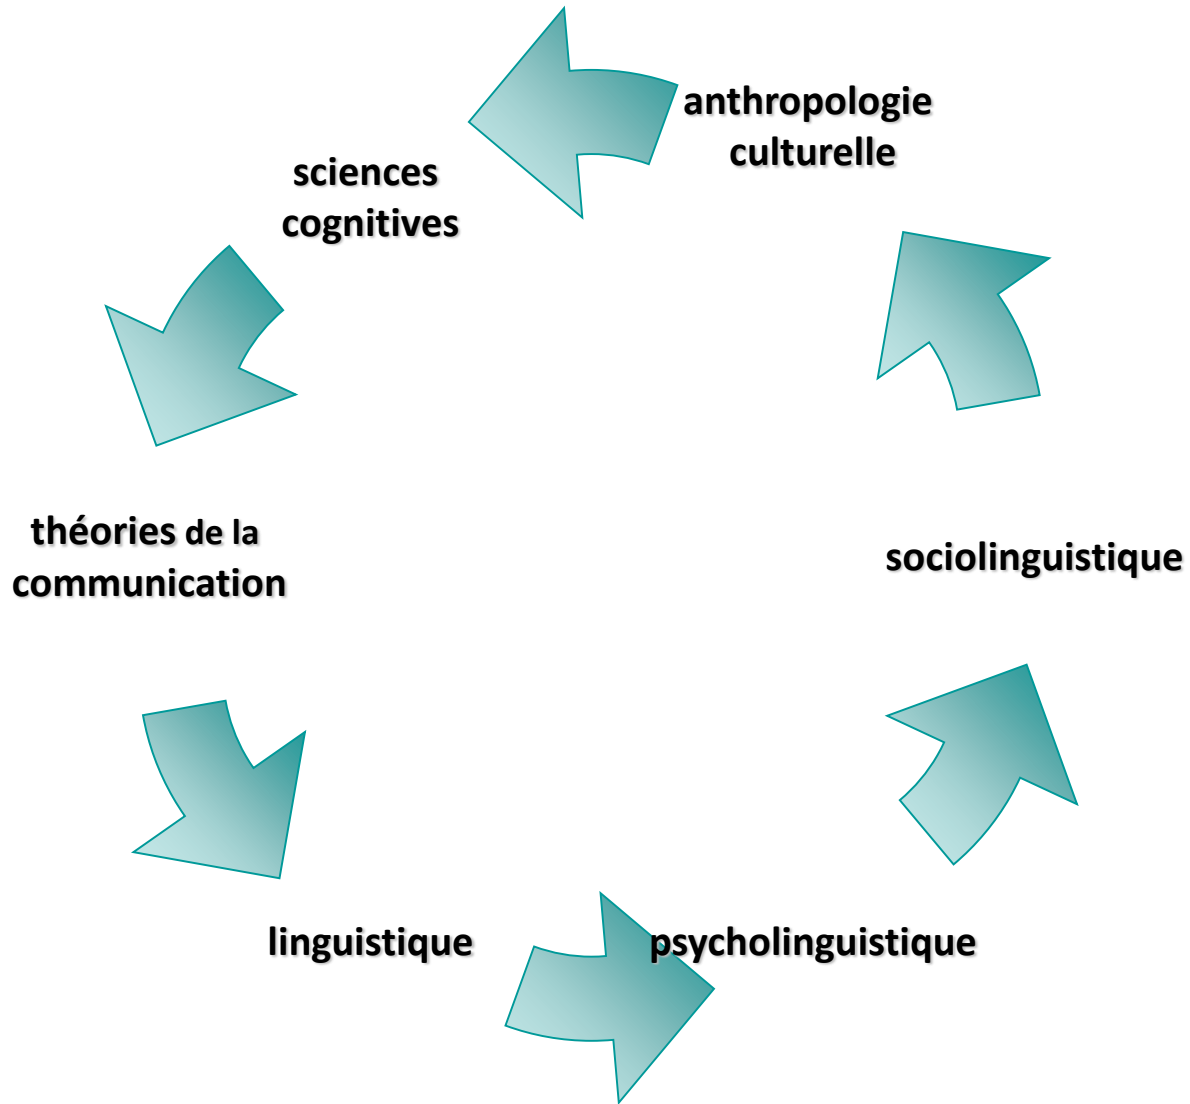 anthropologie
culturelle
sciences
cognitives
théories de la
communication
sociolinguistique
linguistique
psycholinguistique